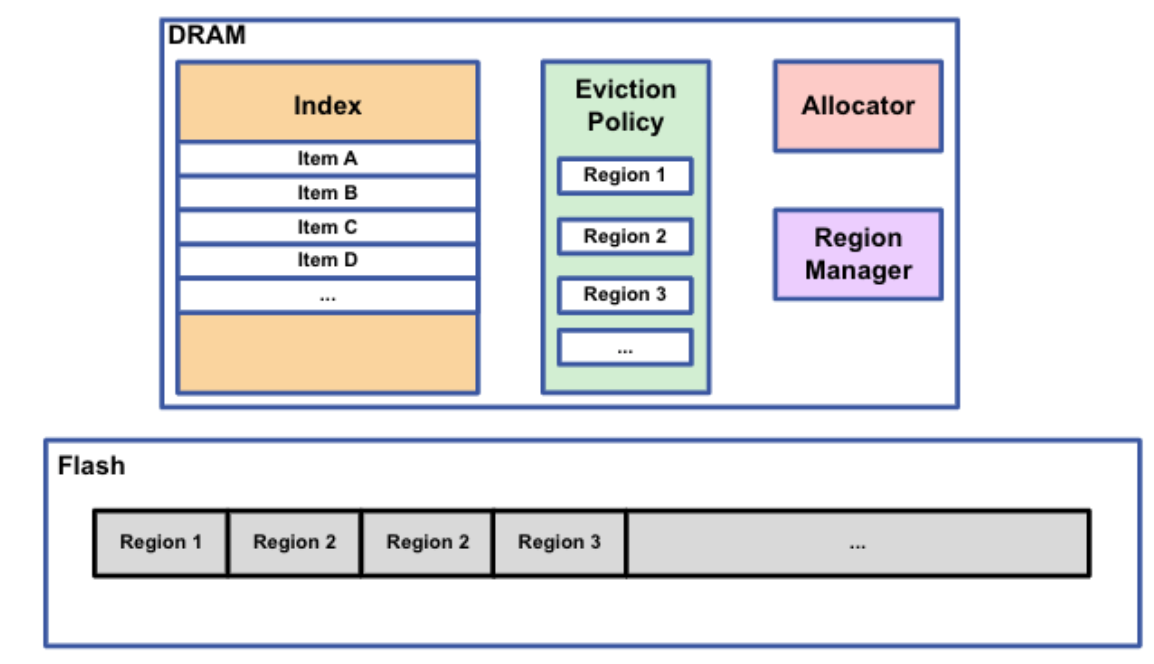 DRAM
Index
Item A
Item B
Item C
Item D
...
Eviction
Policy
Region 1
Region 2
Region 3
...
Allocator
Region
Manager
Flash
Region 1
Region 2
Region 2
Region 3
...